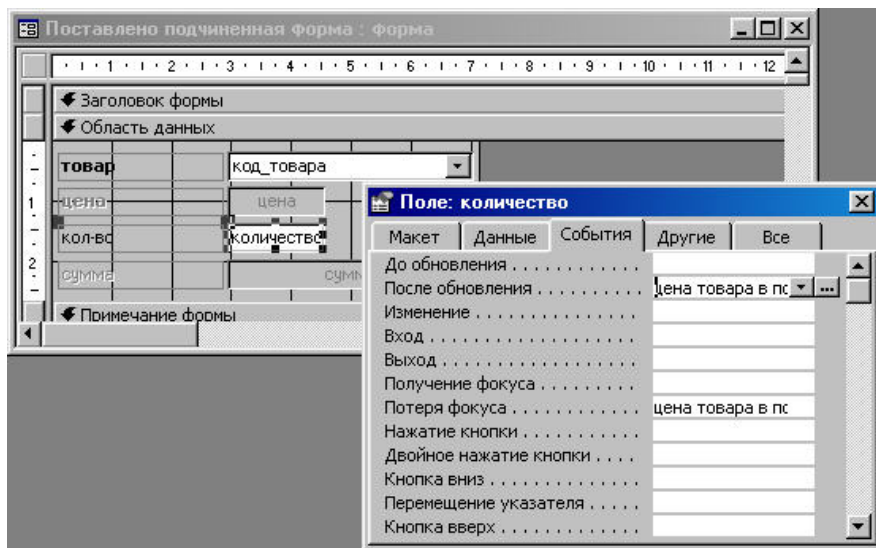 Поставлено подчиненная форма : форма
1 2 3 4 5 6 7 8 9 10 11 12
Заголовок формы
Область данных
товар код_товара
1
цена цена
кол-во количество
2
сумма
Примечание формы
Поле: количество
Макет Данные События Другие Все
До обновления . . . . . . . . . . . .
После обновления . . . . . . . . . . цена товара в пс ...
Изменение . . . . . . . . . . . . . . .
Вход . . . . . . . . . . . . . . . . . .
Выход . . . . . . . . . . . . . . . . .
Получение фокуса . . . . . . . . .
Потеря фокуса . . . . . . . . . . . . цена товара в пс
Нажатие кнопки . . . . . . . . . . .
Двойное нажатие кнопки . . . .
Кнопка вниз . . . . . . . . . . . . . .
Перемещение указателя . . . . .
Кнопка вверх . . . . . . . . . . . . .